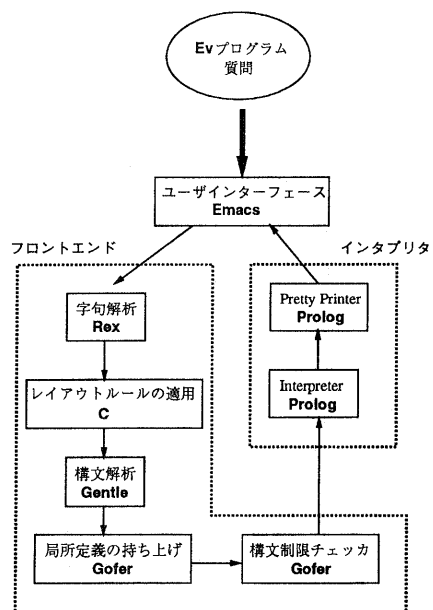 Evプログラム
質問
ユーザインターフェース
Emacs
フロントエンド
インタプリタ
字句解析
Rex
レイアウトルールの適用
C
構文解析
Gentle
局所定義の持ち上げ
Gofer
構文制限チェッカ
Gofer
Interpreter
Prolog
Pretty Printer
Prolog